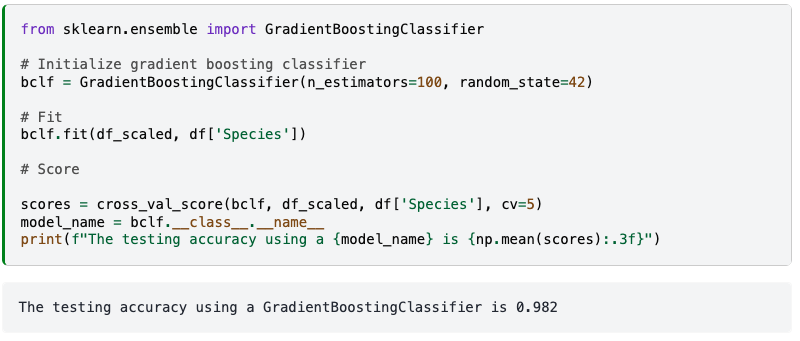 from sklearn.ensemble import GradientBoostingClassifier
# Initialize gradient boosting classifier
bclf = GradientBoostingClassifier(n_estimators=100, random_state=42)
# Fit
bclf.fit(df_scaled, df['Species'])
# Score
scores = cross_val_score(bclf, df_scaled, df['Species'], cv=5)
model_name = bclf.__class__.__name__
print(f"The testing accuracy using a {model_name} is {np.mean(scores):.3f}")
The testing accuracy using a GradientBoostingClassifier is 0.982